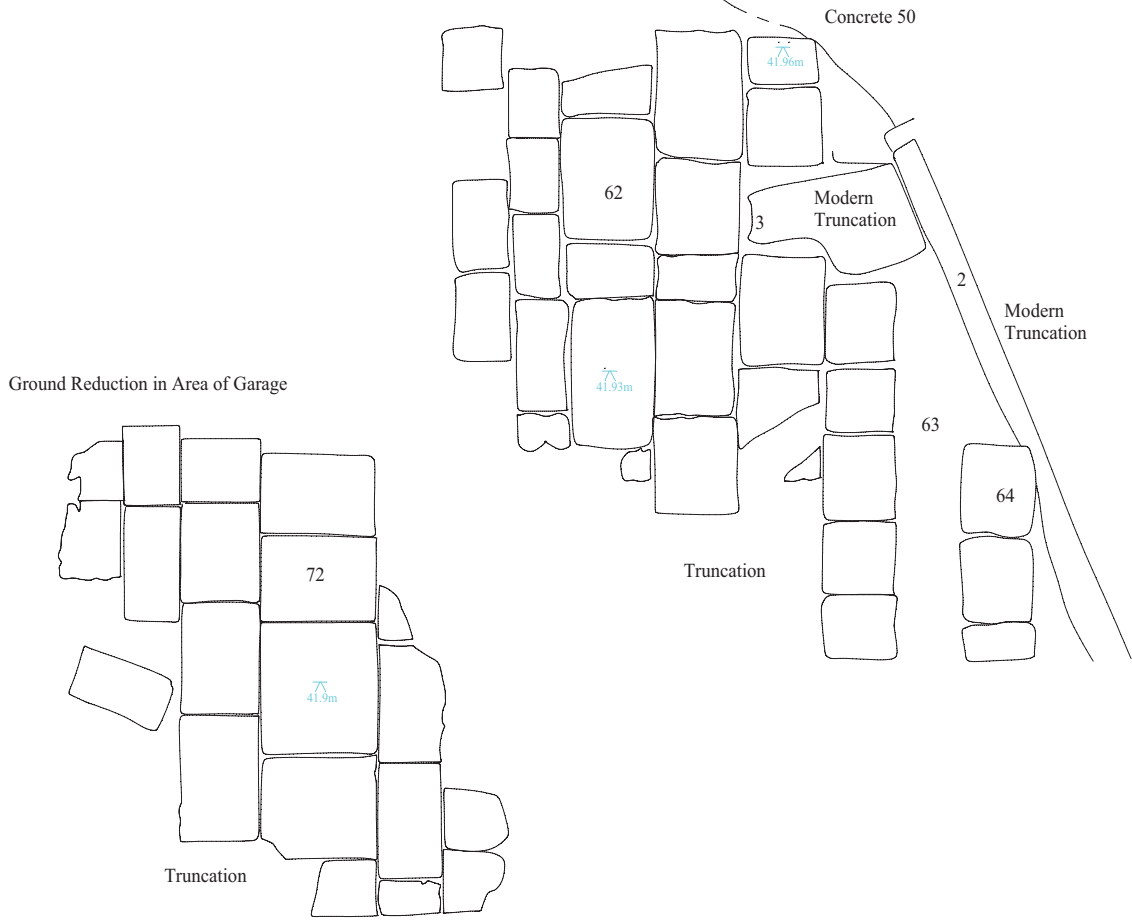 Concrete 50
41.96m
62
Modern
Truncation
3
2
Modern
Truncation
41.93m
Ground Reduction in Area of Garage
63
64
Truncation
72
41.9m
Truncation